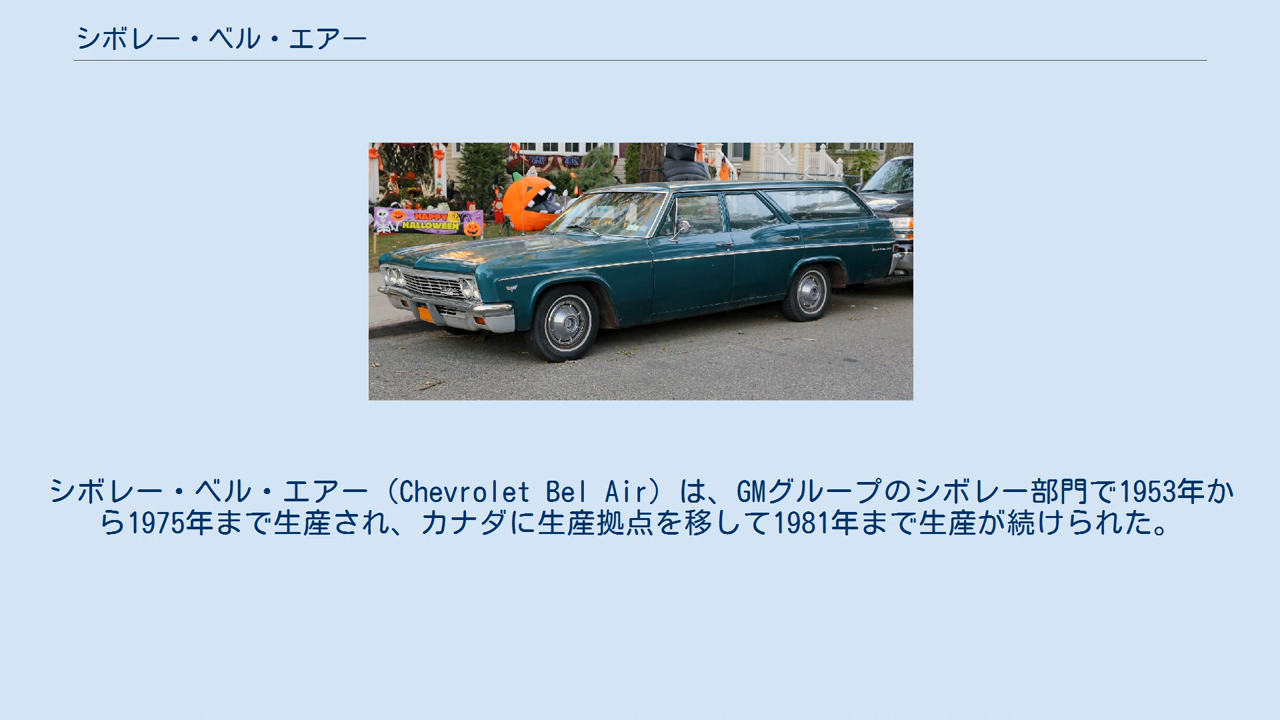 シボレー・ベル・エアー
HAPPY
HALLOWEEN
シボレー・ベル・エアー（Chevrolet Bel Air）は、GMグループのシボレー部門で1953年か
ら1975年まで生産され、カナダに生産拠点を移して1981年まで生産が続けられた。